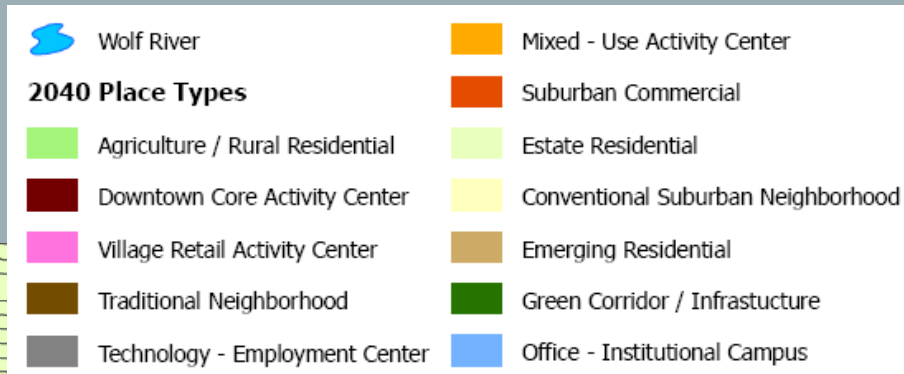 Wolf River
2040 Place Types
Agriculture / Rural Residential
Downtown Core Activity Center
Village Retail Activity Center
Traditional Neighborhood
Technology - Employment Center
Mixed - Use Activity Center
Suburban Commercial
Estate Residential
Conventional Suburban Neighborhood
Emerging Residential
Green Corridor / Infrastucture
Office - Institutional Campus